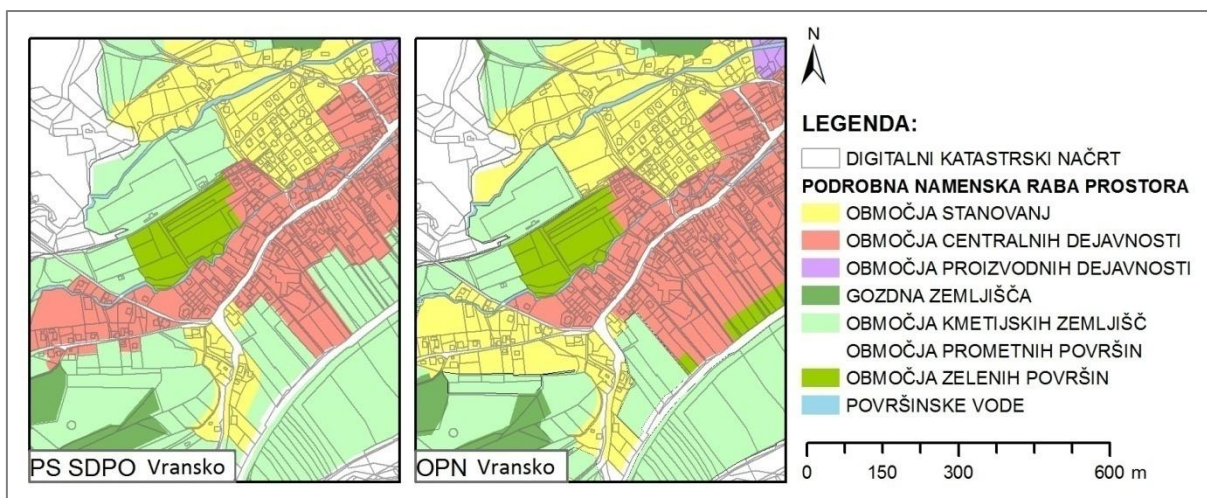 PS SDPO Vransko
OPN Vransko
N
LEGENDA:
DIGITALNI KATASTRSKI NAČRT
PODROBNA NAMENSKA RABA PROSTORA
OBMOČJA STANOVANJ
OBMOČJA CENTRALNIH DEJAVNOSTI
OBMOČJA PROIZVODNIH DEJAVNOSTI
GOZDNA ZEMLJIŠČA
OBMOČJA KMETIJSKIH ZEMLJIŠČ
OBMOČJA PROMETNIH POVRŠIN
OBMOČJA ZELENIH POVRŠIN
POVRŠINSKE VODE
0 150 300 600 m